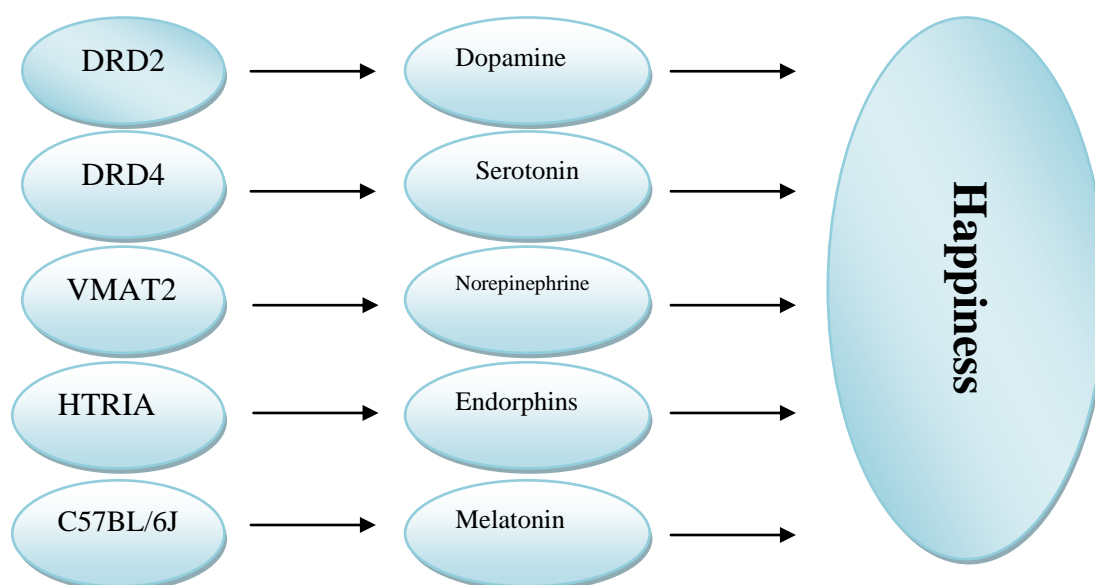 DRD2
Dopamine
DRD4
Serotonin
VMAT2
Norepinephrine
HTRIA
Endorphins
C57BL/6J
Melatonin
Happiness